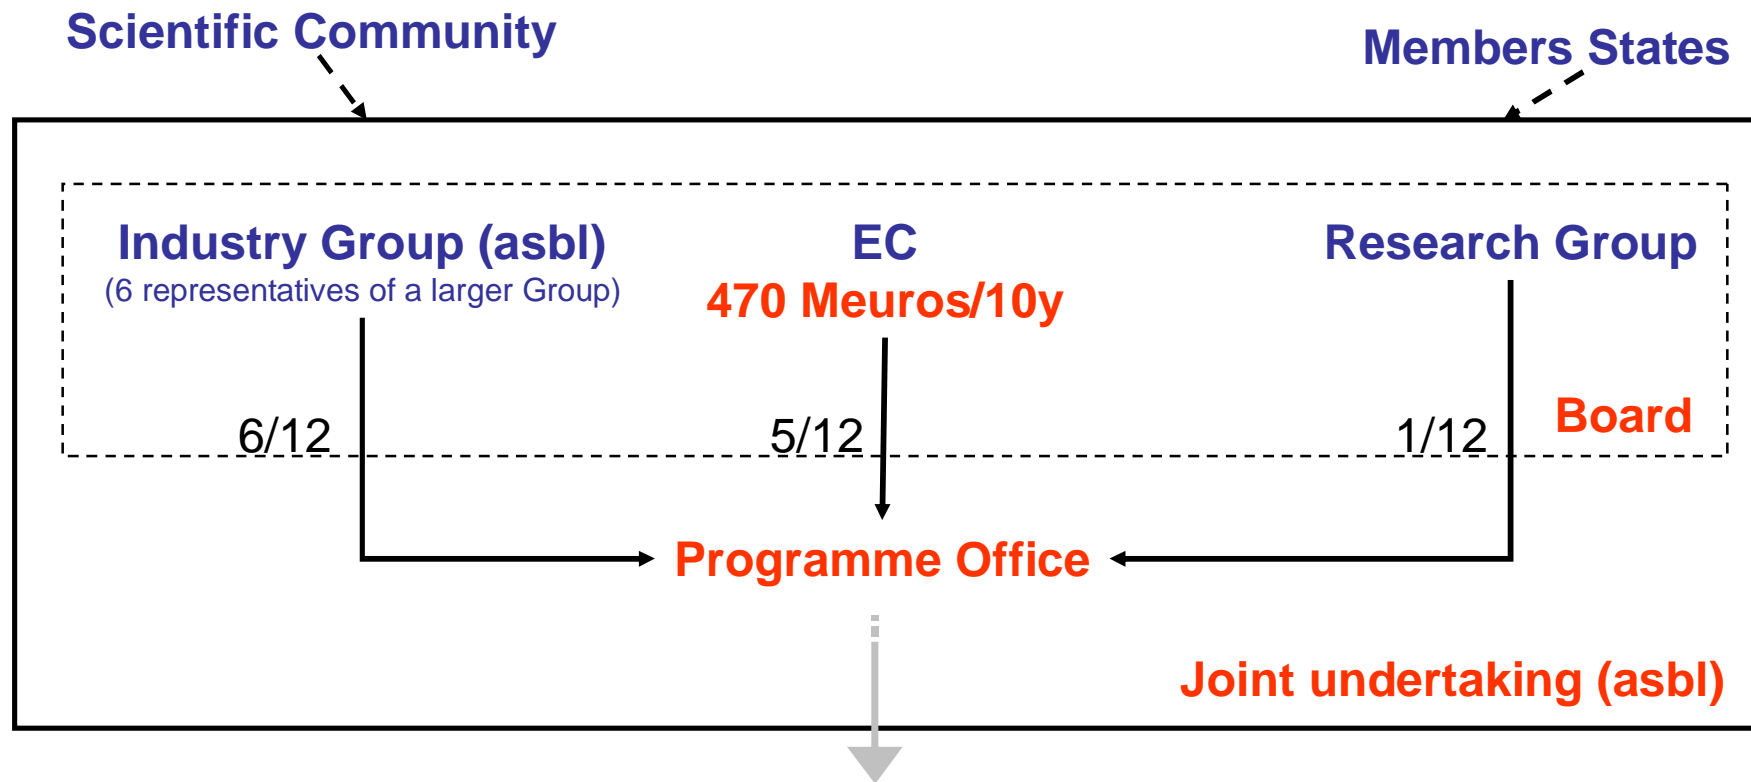 Scientific Community
Members States
Industry Group (asbl)
(6 representatives of a larger Group)
EC
470 Meuros/10y
Research Group
6/12
5/12
1/12
Board
Programme Office
Joint undertaking (asbl)